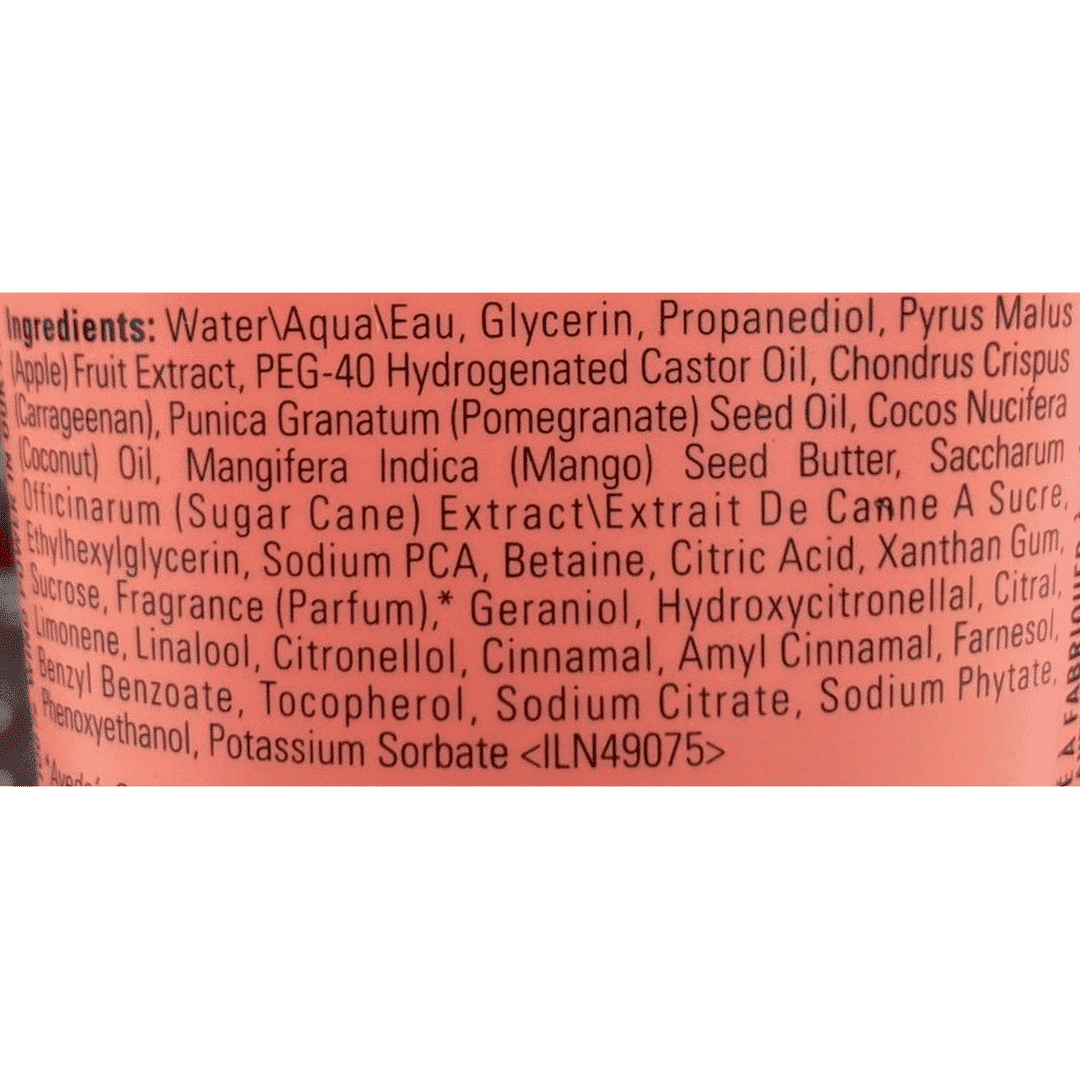 Ingredients: Water\Aqua\Eau, Glycerin, Propanediol, Pyrus Malus
(Apple) Fruit Extract, PEG-40 Hydrogenated Castor Oil, Chondrus Crispus
(Carrageenan), Punica Granatum (Pomegranate) Seed Oil, Cocos Nucifera
(Coconut) Oil, Mangifera Indica (Mango) Seed Butter, Saccharum
Officinarum (Sugar Cane) Extract\Extrait De Canne A Sucre,
Ethylhexylglycerin, Sodium PCA, Betaine, Citric Acid, Xanthan Gum,
Sucrose, Fragrance (Parfum),* Geraniol, Hydroxycitronellal, Citral,
Limonene, Linalool, Citronellol, Cinnamal, Amyl Cinnamal, Farnesol,
Benzyl Benzoate, Tocopherol, Sodium Citrate, Sodium Phytate,
Phenoxyethanol, Potassium Sorbate <ILN49075>